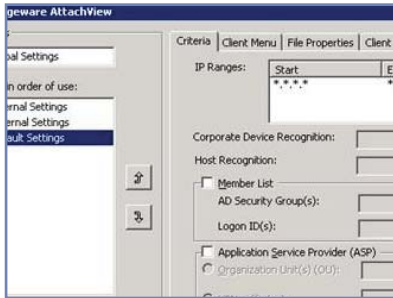 geware AttachView
s
bal Settings
in order of use:
ernal Settings
ernal Settings
ault Settings
Criteria
Client Menu
File Properties
Client
IP Ranges:
Start
E
*.*.*.*
*
Corporate Device Recognition:
Host Recognition:
Member List
AD Security Group(s):
Logon ID(s):
Application Service Provider (ASP)
Organization Unit(s) (OU):